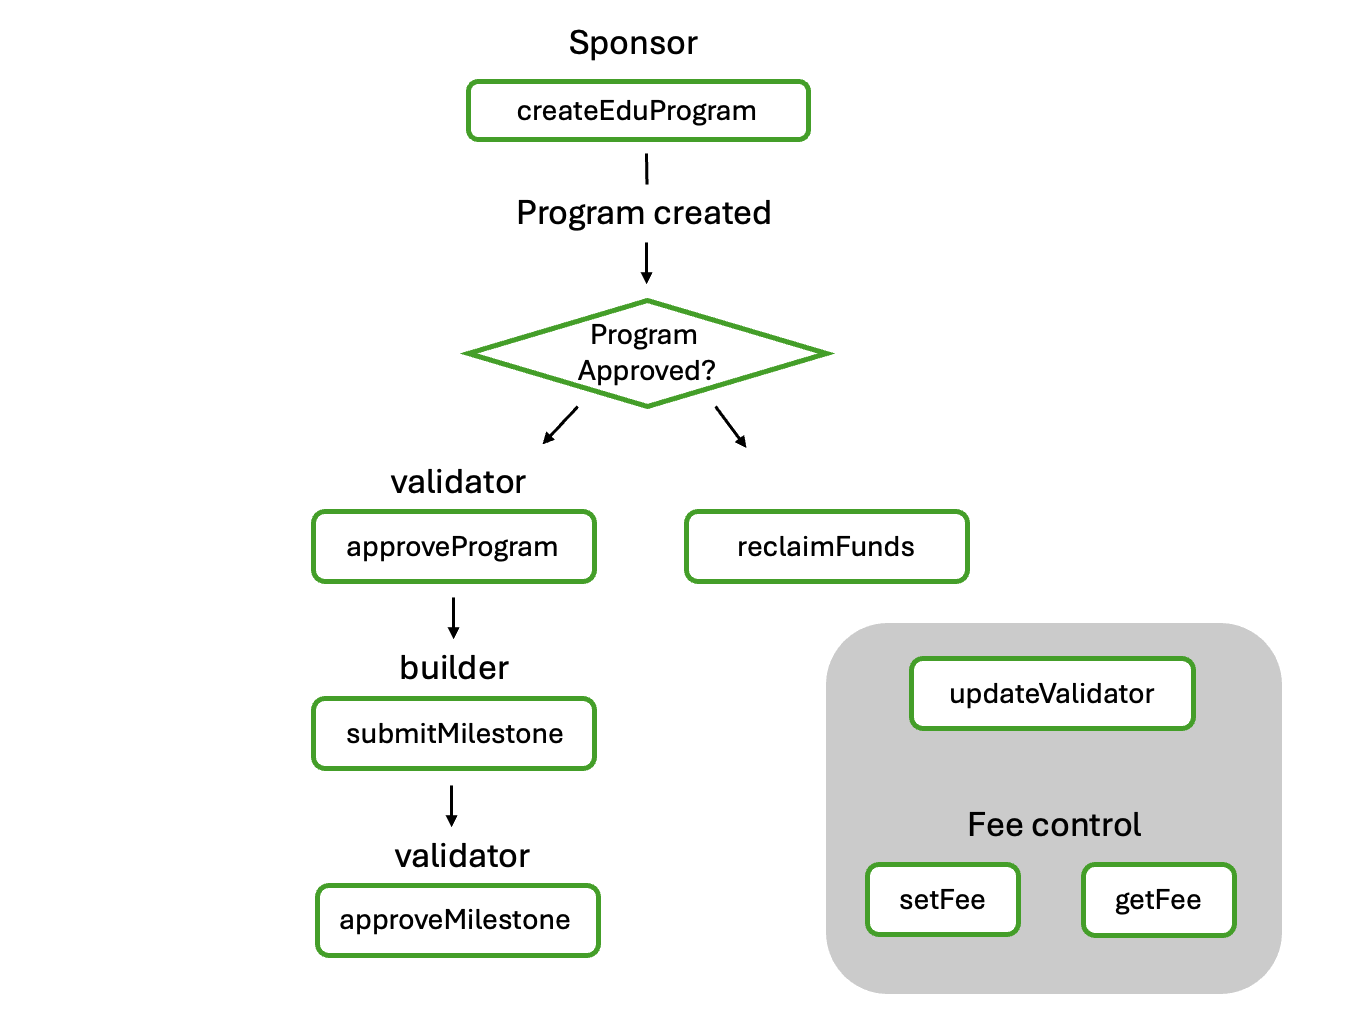 Sponsor
createEduProgram
Program created
Program
Approved?
validator
approveProgram
reclaimFunds
builder
submitMilestone
validator
approveMilestone
updateValidator
Fee control
setFee
getFee